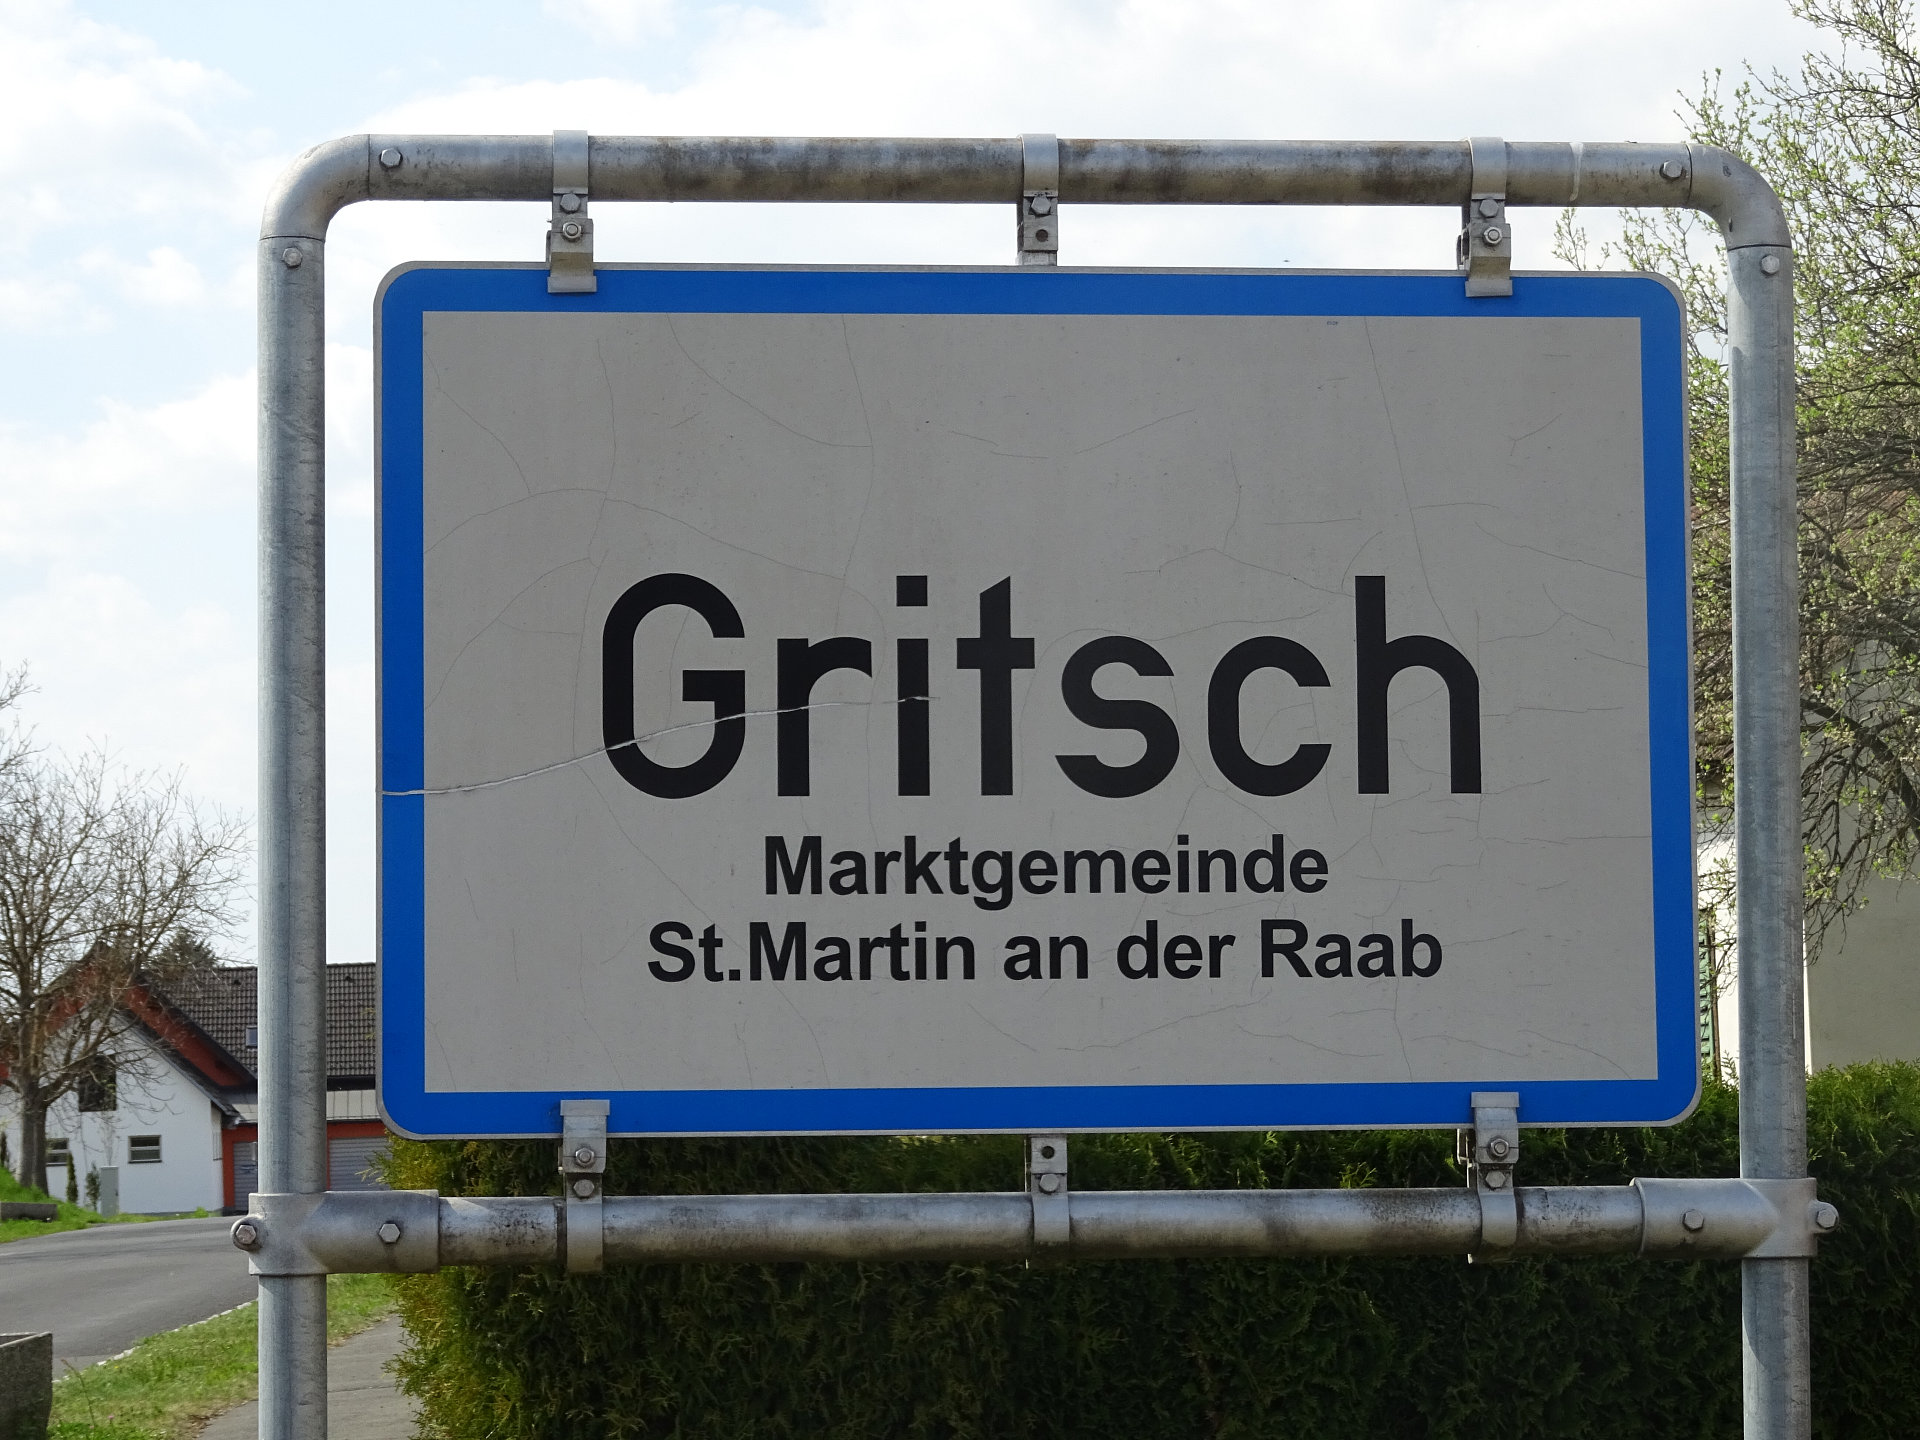 Gritsch
Marktgemeinde
St.Martin an der Raab